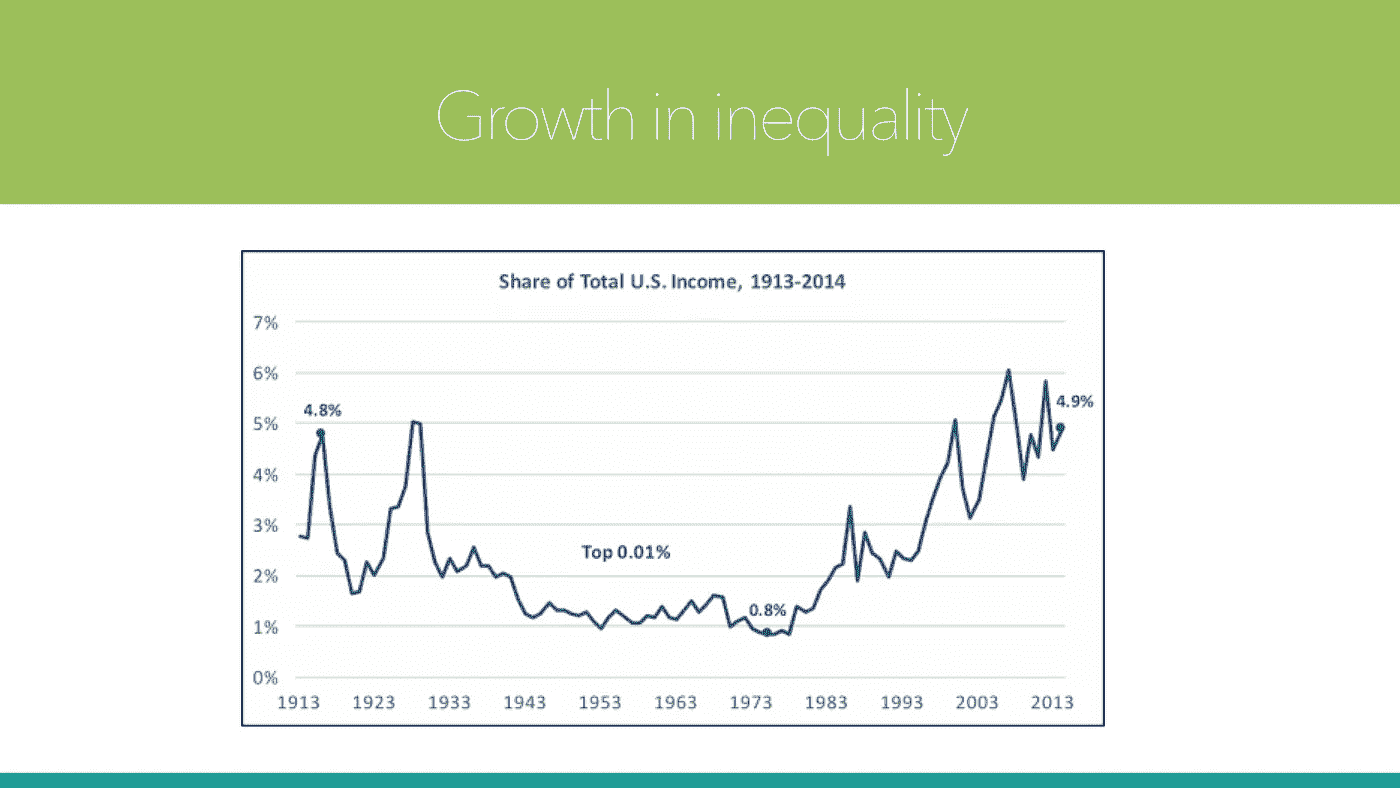 Growth in inequality
Share of Total U.S. Income, 1913-2014
7%
6%
4.8%
4.9%
5%
4%
3%
Top 0.01%
2%
0.8%
1%
0%
1913 1923 1933 1943 1953 1963 1973 1983 1993 2003 2013